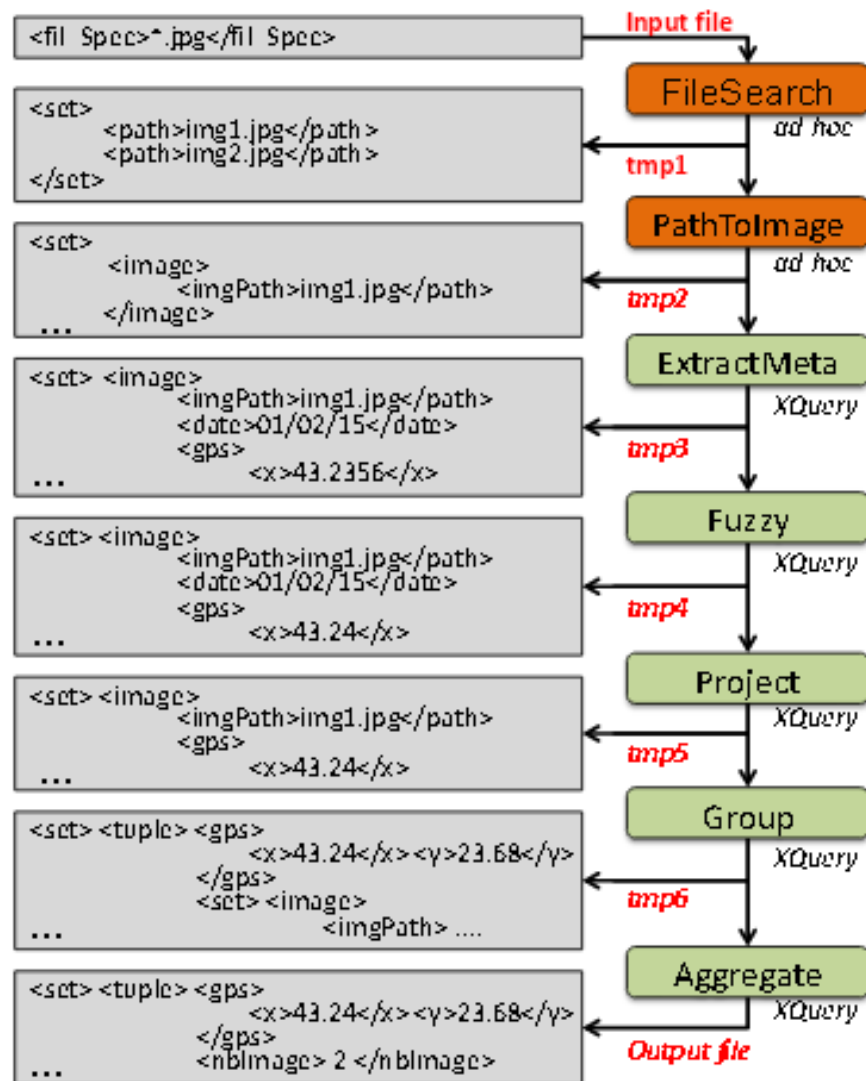 <fil Spec>*.jpg</fil Spec>
Input file
FileSearch
ad hoc
<set>
<path>img1.jpg</path>
<path>img2.jpg</path>
</set>
tmp1
PathToImage
ad hoc
<set>
<image>
<imgPath>img1.jpg</path>
</image>
...
tmp2
ExtractMeta
XQuery
<set> <image>
<imgPath>img1.jpg</path>
<date>01/02/15</date>
<gps>
<x>43.2356</x>
...
tmp3
Fuzzy
XQuery
<set> <image>
<imgPath>img1.jpg</path>
<date>01/02/15</date>
<gps>
<x>43.24</x>
...
tmp4
Project
XQuery
<set> <image>
<imgPath>img1.jpg</path>
<gps>
<x>43.24</x>
...
tmp5
Group
XQuery
<set> <tuple> <gps>
<x>43.24</x><y>23.68</y>
</gps>
<set> <image>
<imgPath> ....
...
tmp6
Aggregate
XQuery
<set> <tuple> <gps>
<x>43.24</x><y>23.68</y>
</gps>
<nbImage> 2 </nbImage>
...
Output file